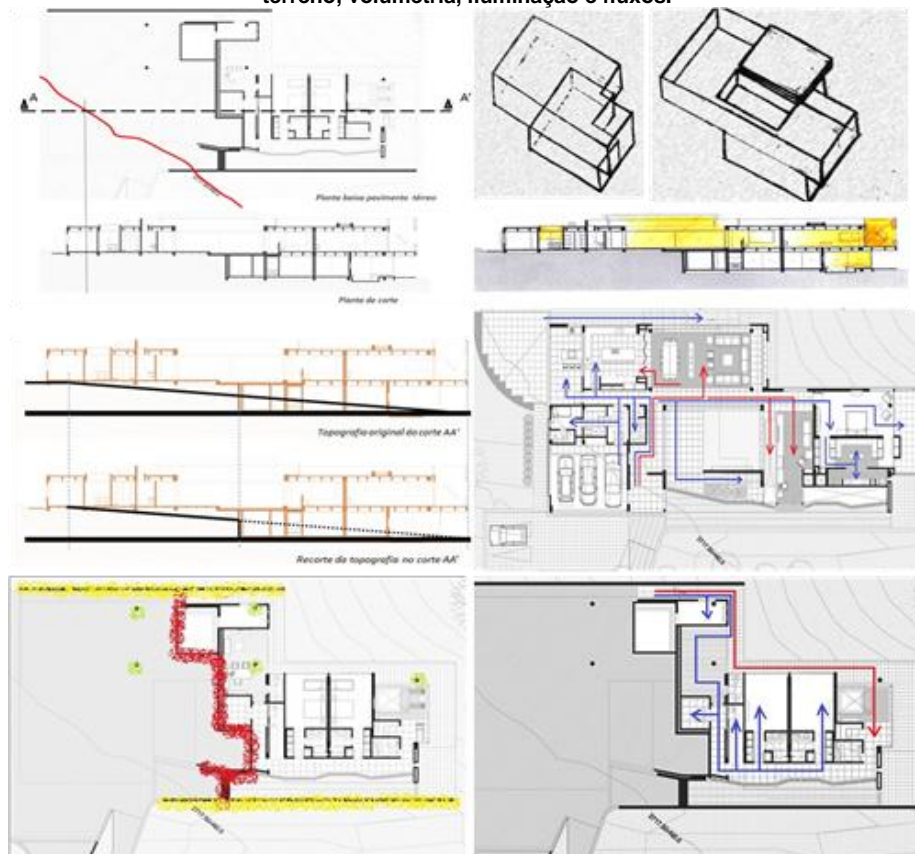 terreno, volumetria, iluminação e fluxos.
A
A'
Planta baixa pavimento térreo
Planta de corte
Topografia original do corte AA'
Recorte da topografia no corte AA'